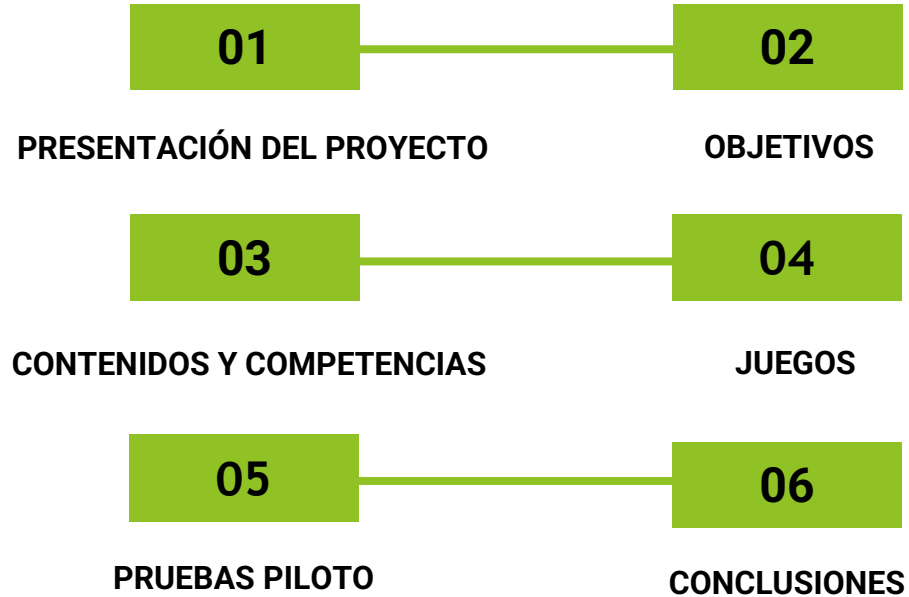 01
02
PRESENTACIÓN DEL PROYECTO
OBJETIVOS
03
04
CONTENIDOS Y COMPETENCIAS
JUEGOS
05
06
PRUEBAS PILOTO
CONCLUSIONES